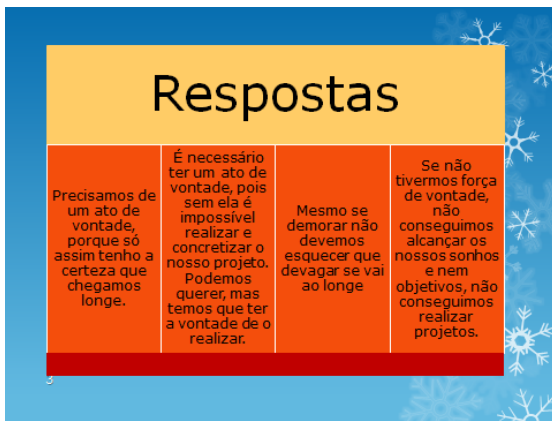 Respostas
Precisamos de
um ato de
vontade,
porque só
assim tenho a
certeza que
chegamos
longe.
É necessário
ter um ato de
vontade, pois
sem ela é
impossível
realizar e
concretizar o
nosso projeto.
Podemos
querer, mas
temos que ter
a vontade de o
realizar.
Mesmo se
demorar não
devemos
esquecer que
devagar se vai
ao longe
Se não
tivermos força
de vontade,
não
conseguimos
alcançar os
nossos sonhos
e nem
objetivos, não
conseguimos
realizar
projetos.
3